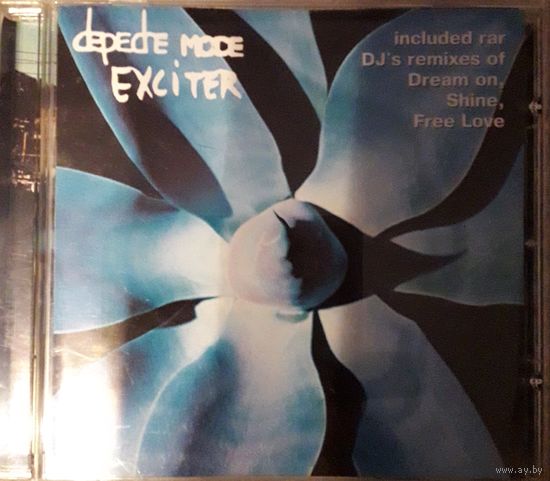 depeche MODE
EXCITER
included rar
DJ's remixes of
Dream on,
Shine,
Free Love
www.ay.by